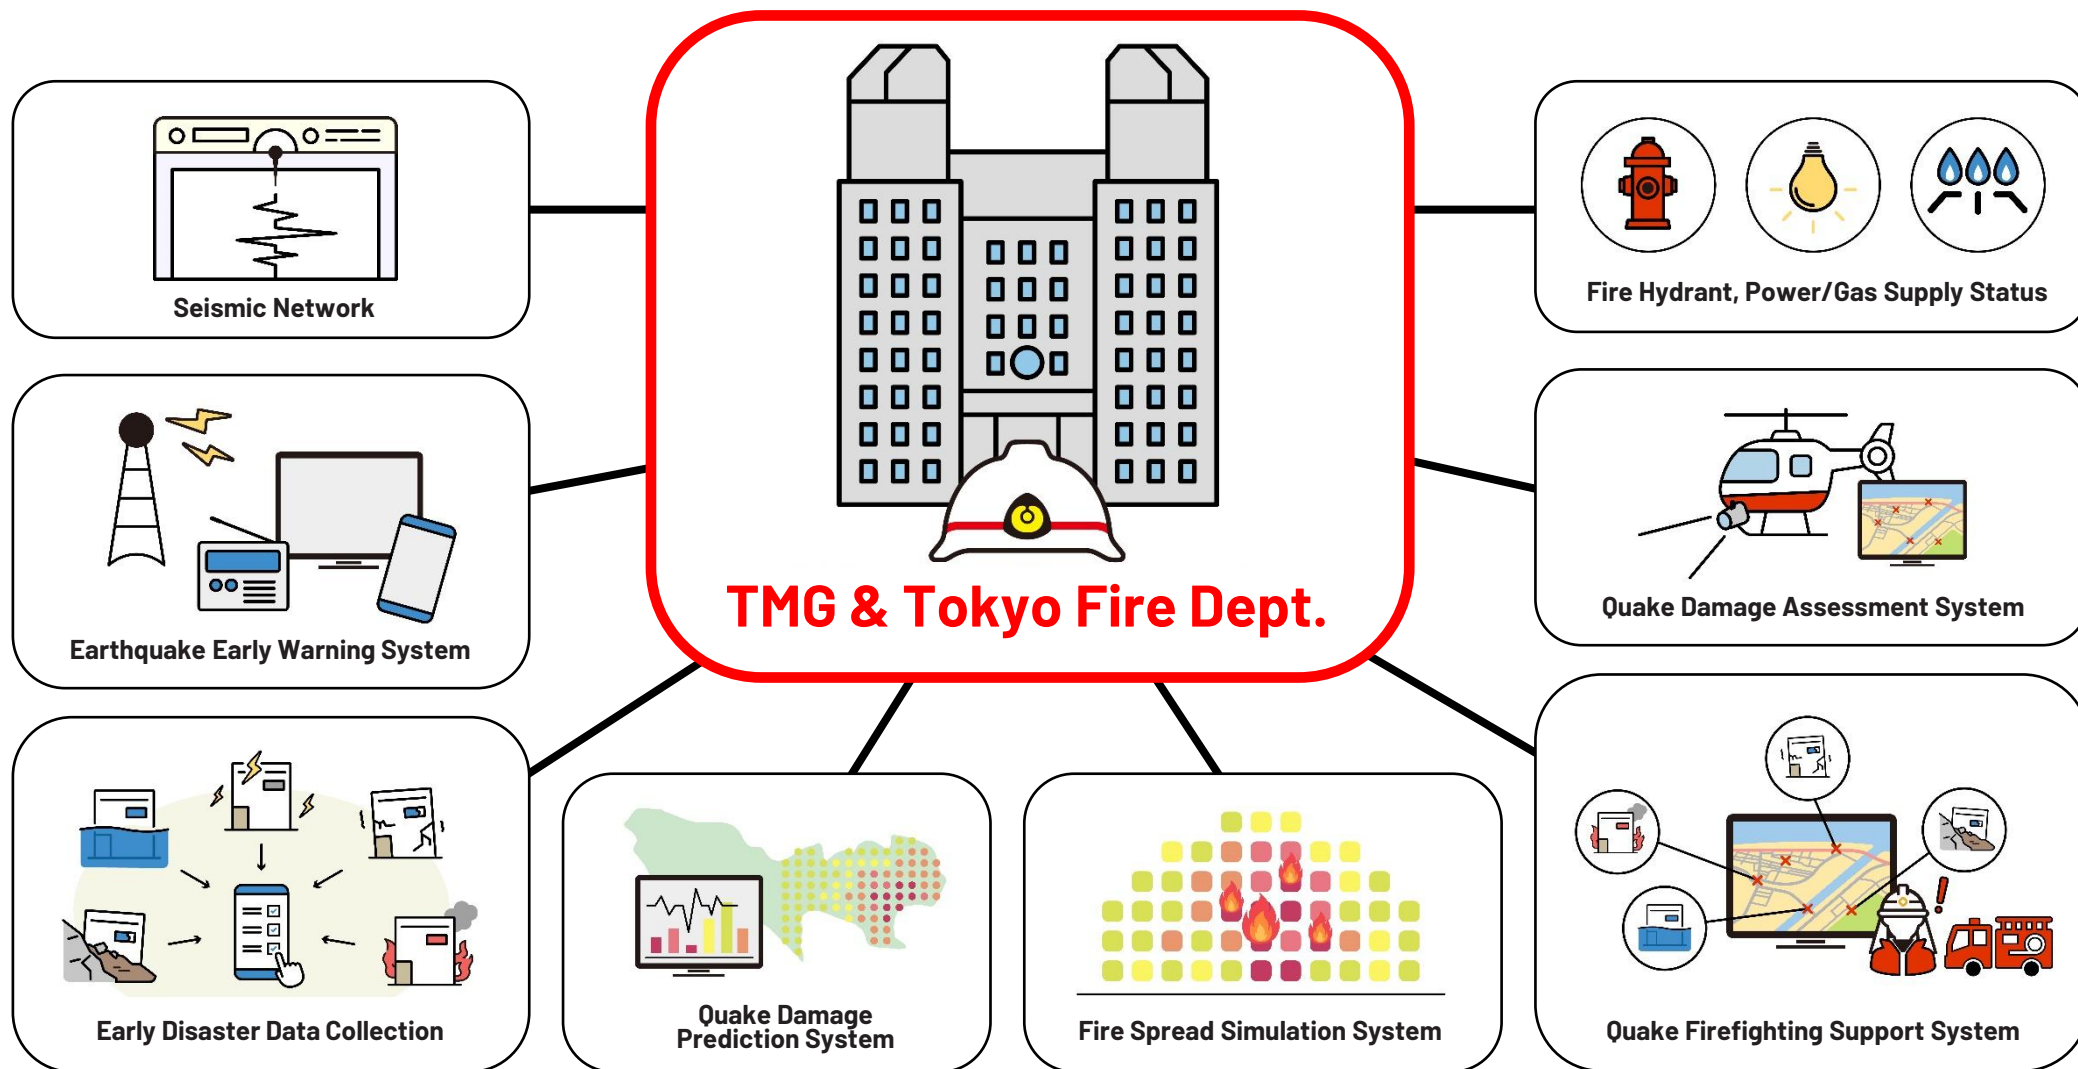 TMG & Tokyo Fire Dept.
Seismic Network
Earthquake Early Warning System
Early Disaster Data Collection
Quake Damage
Prediction System
Fire Spread Simulation System
Fire Hydrant, Power/Gas Supply Status
Quake Damage Assessment System
Quake Firefighting Support System